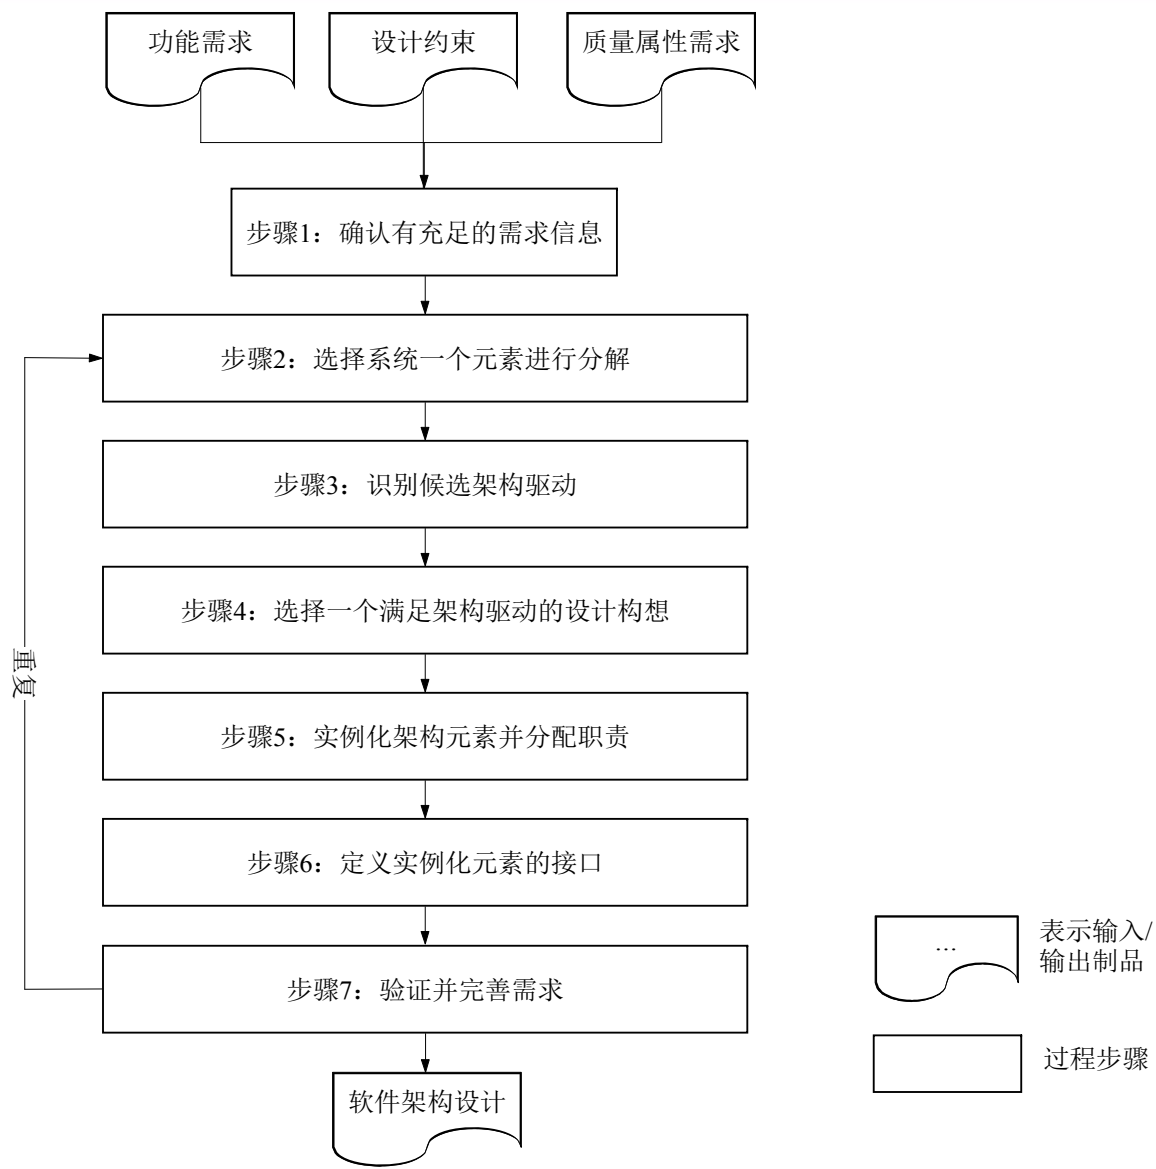 功能需求
设计约束
质量属性需求
步骤1：确认有充足的需求信息
步骤2：选择系统一个元素进行分解
步骤3：识别候选架构驱动
步骤4：选择一个满足架构驱动的设计构想
重复
步骤5：实例化架构元素并分配职责
步骤6：定义实例化元素的接口
步骤7：验证并完善需求
软件架构设计
…
表示输入/
输出制品
过程步骤